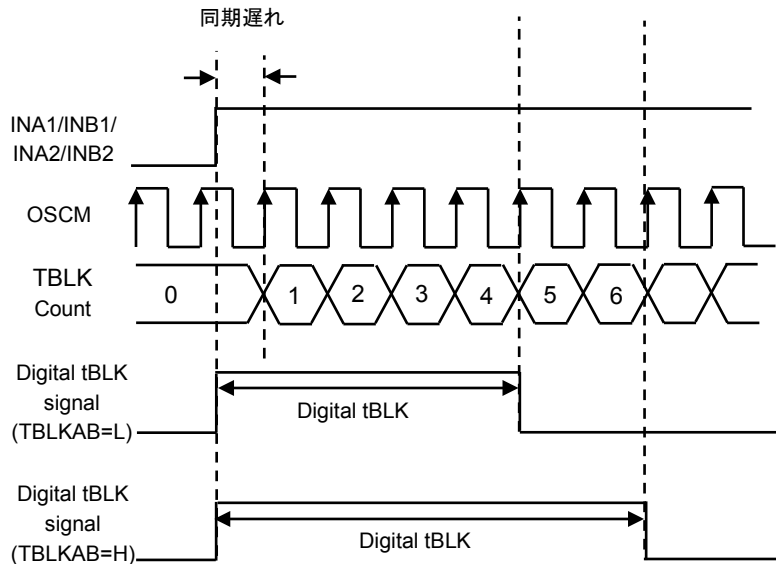 同期遅れ
INA1/INB1/
INA2/INB2
OSCM
TBLK
Count
0
1
2
3
4
5
6
Digital tBLK
signal
(TBLKAB=L)
Digital tBLK
Digital tBLK
signal
(TBLKAB=H)
Digital tBLK